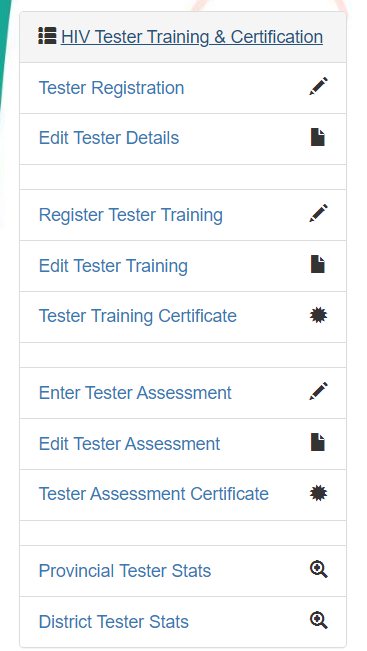 HIV Tester Training & Certification
Tester Registration
Edit Tester Details
Register Tester Training
Edit Tester Training
Tester Training Certificate
Enter Tester Assessment
Edit Tester Assessment
Tester Assessment Certificate
Provincial Tester Stats
District Tester Stats